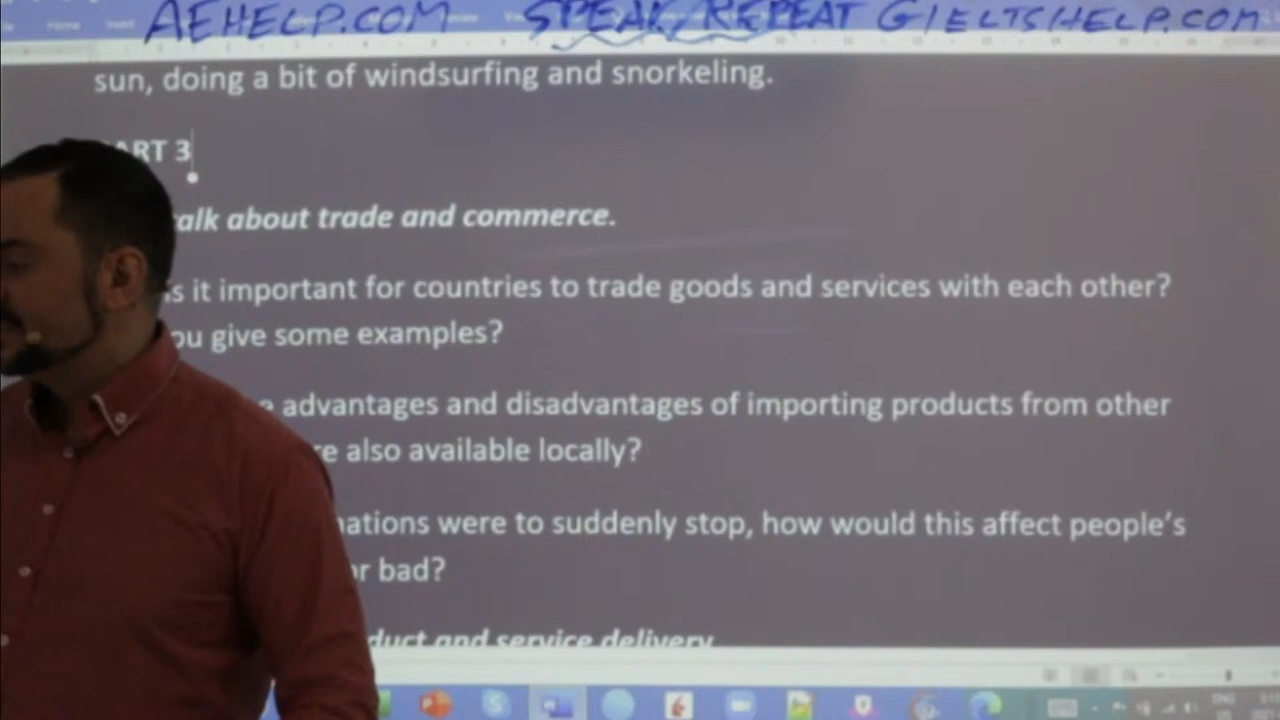 AEHELP.COM SPEAK/REPEAT GIELTSHELP.COM
sun, doing a bit of windsurfing and snorkeling.
ART 3
alk about trade and commerce.
s it important for countries to trade goods and services with each other?
ou give some examples?
e advantages and disadvantages of importing products from other
re also available locally?
nations were to suddenly stop, how would this affect people's
or bad?
duct and service delivery